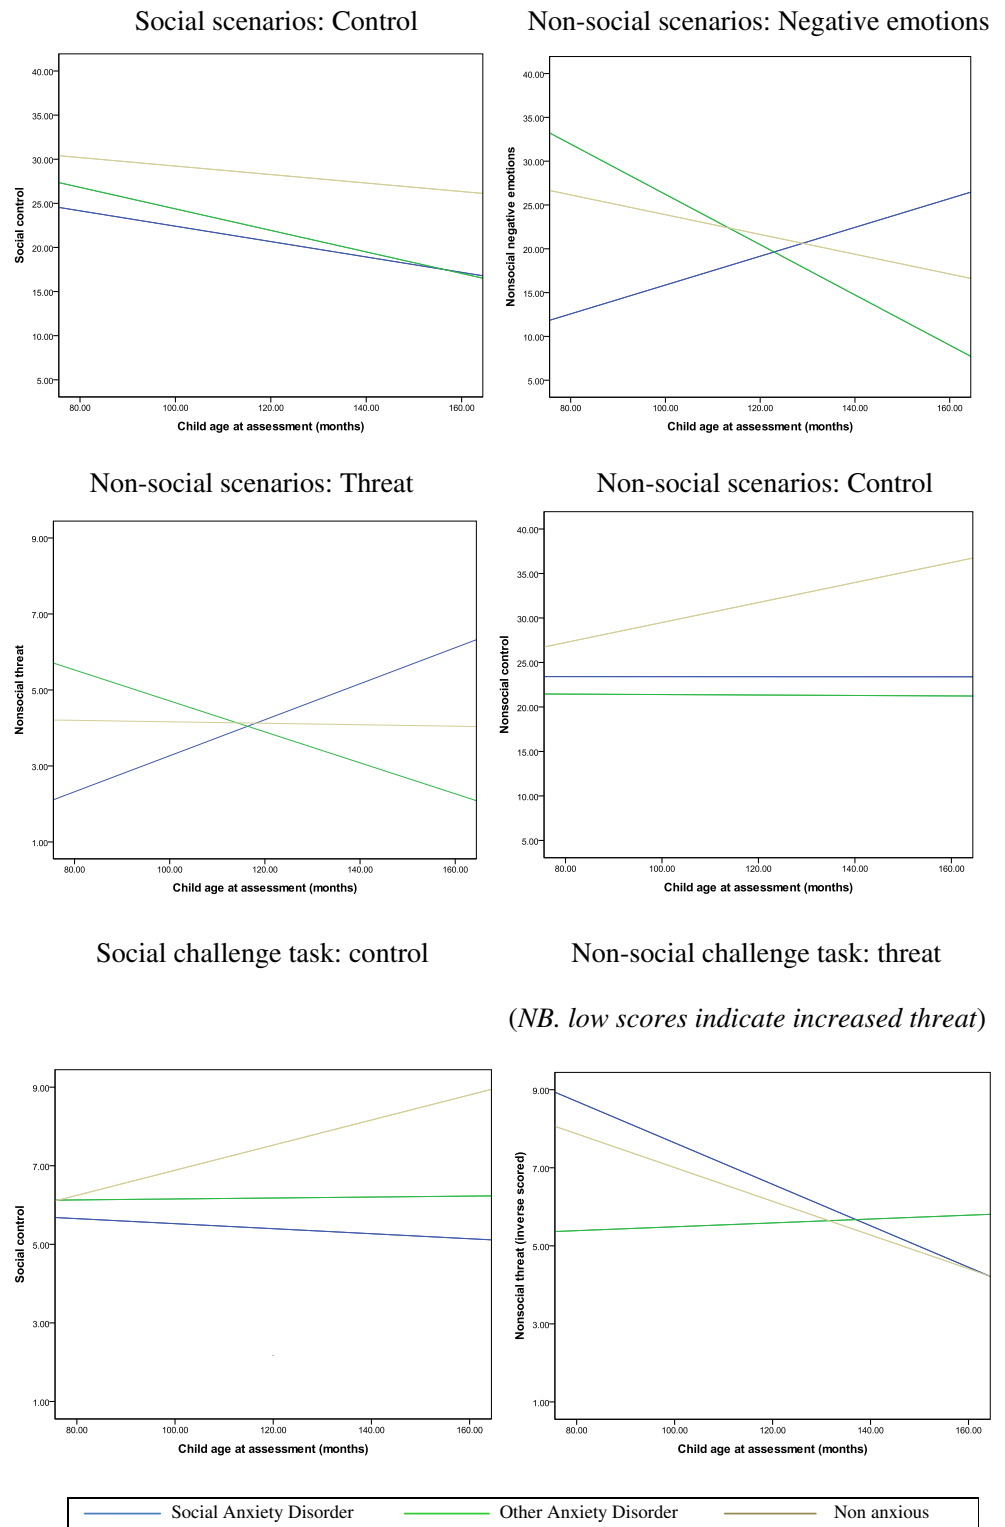 Social scenarios: Control
Non-social scenarios: Negative emotions
40.00
35.00
30.00
25.00
20.00
15.00
10.00
5.00
Social control
80.00 100.00 120.00 140.00 160.00
Child age at assessment (months)
40.00
35.00
30.00
25.00
20.00
15.00
10.00
5.00
Nonsocial negative emotions
80.00 100.00 120.00 140.00 160.00
Child age at assessment (months)
Non-social scenarios: Threat
Non-social scenarios: Control
9.00
7.00
5.00
3.00
1.00
Nonsocial threat
80.00 100.00 120.00 140.00 160.00
Child age at assessment (months)
40.00
35.00
30.00
25.00
20.00
15.00
10.00
5.00
Nonsocial control
80.00 100.00 120.00 140.00 160.00
Child age at assessment (months)
Social challenge task: control
Non-social challenge task: threat
(NB. low scores indicate increased threat)
9.00
7.00
5.00
3.00
1.00
Social control
80.00 100.00 120.00 140.00 160.00
Child age at assessment (months)
9.00
7.00
5.00
3.00
1.00
Nonsocial threat (inverse scored)
80.00 100.00 120.00 140.00 160.00
Child age at assessment (months)
Social Anxiety Disorder
Other Anxiety Disorder
Non anxious